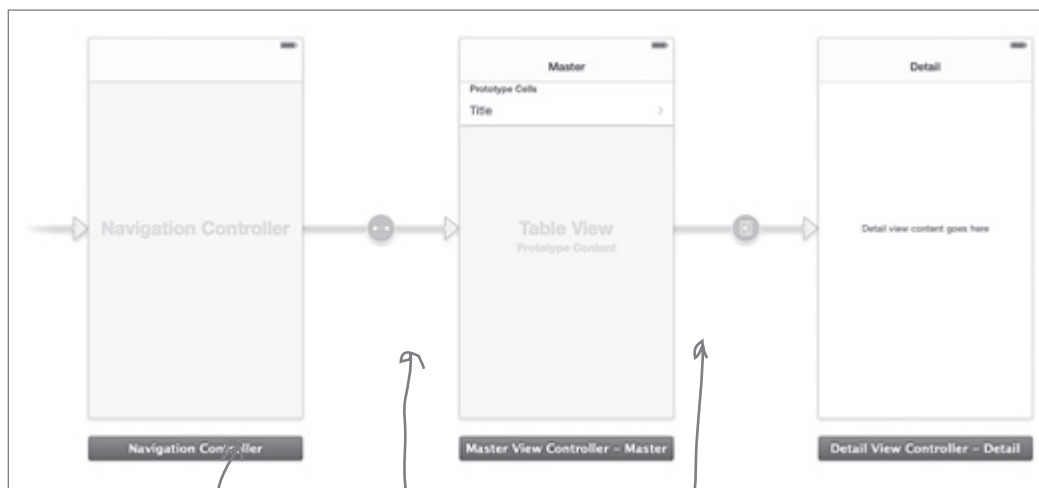 Master
Prototype Cells
Title
Navigation Controller
Table View
Prototype Content
Detail
Detail view content goes here
Navigation Controller
Master View Controller – Master
Detail View Controller – Detail